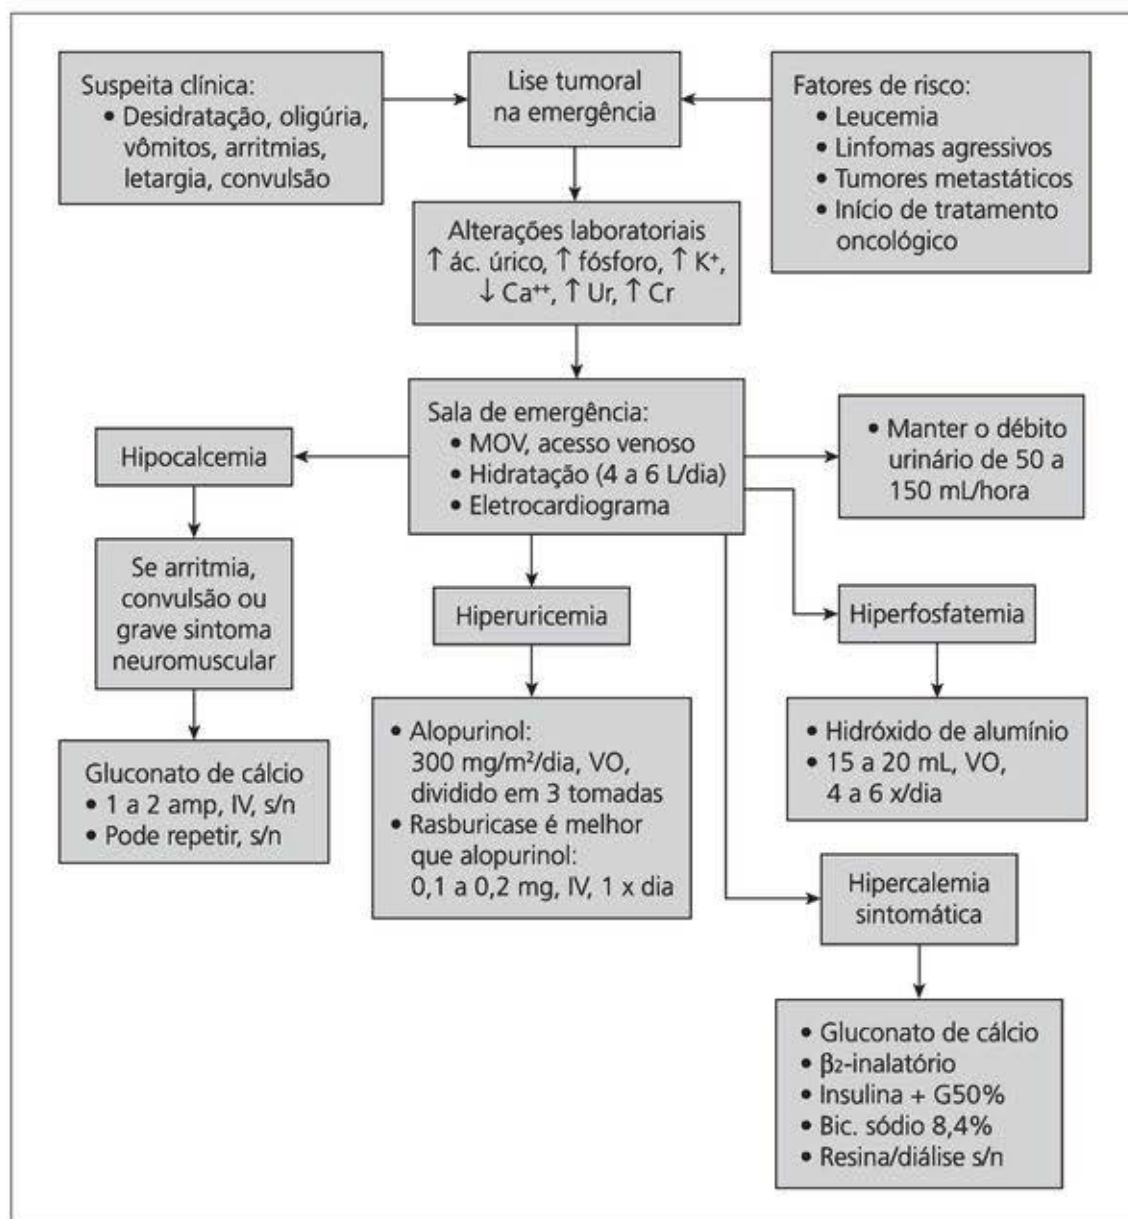 Suspeita clínica:
• Desidratação, oligúria,
vômitos, arritmias,
letargia, convulsão
Lise tumoral
na emergência
Fatores de risco:
• Leucemia
• Linfomas agressivos
• Tumores metastáticos
• Início de tratamento
oncológico
Alterações laboratoriais
↑ ác. úrico, ↑ fósforo, ↑ K⁺,
↓ Ca⁺⁺, ↑ Ur, ↑ Cr
Sala de emergência:
• MOV, acesso venoso
• Hidratação (4 a 6 L/dia)
• Eletrocardiograma
• Manter o débito
urinário de 50 a
150 mL/hora
Hipocalcemia
Se arritmia,
convulsão ou
grave sintoma
neuromuscular
Gluconato de cálcio
• 1 a 2 amp, IV, s/n
• Pode repetir, s/n
Hiperuricemia
• Alopurinol:
300 mg/m²/dia, VO,
dividido em 3 tomadas
• Rasburicase é melhor
que alopurinol:
0,1 a 0,2 mg, IV, 1 x dia
Hiperfosfatemia
• Hidróxido de alumínio
• 15 a 20 mL, VO,
4 a 6 x/dia
Hipercalemia
sintomática
• Gluconato de cálcio
• β₂-inalatório
• Insulina + G50%
• Bic. sódio 8,4%
• Resina/diálise s/n